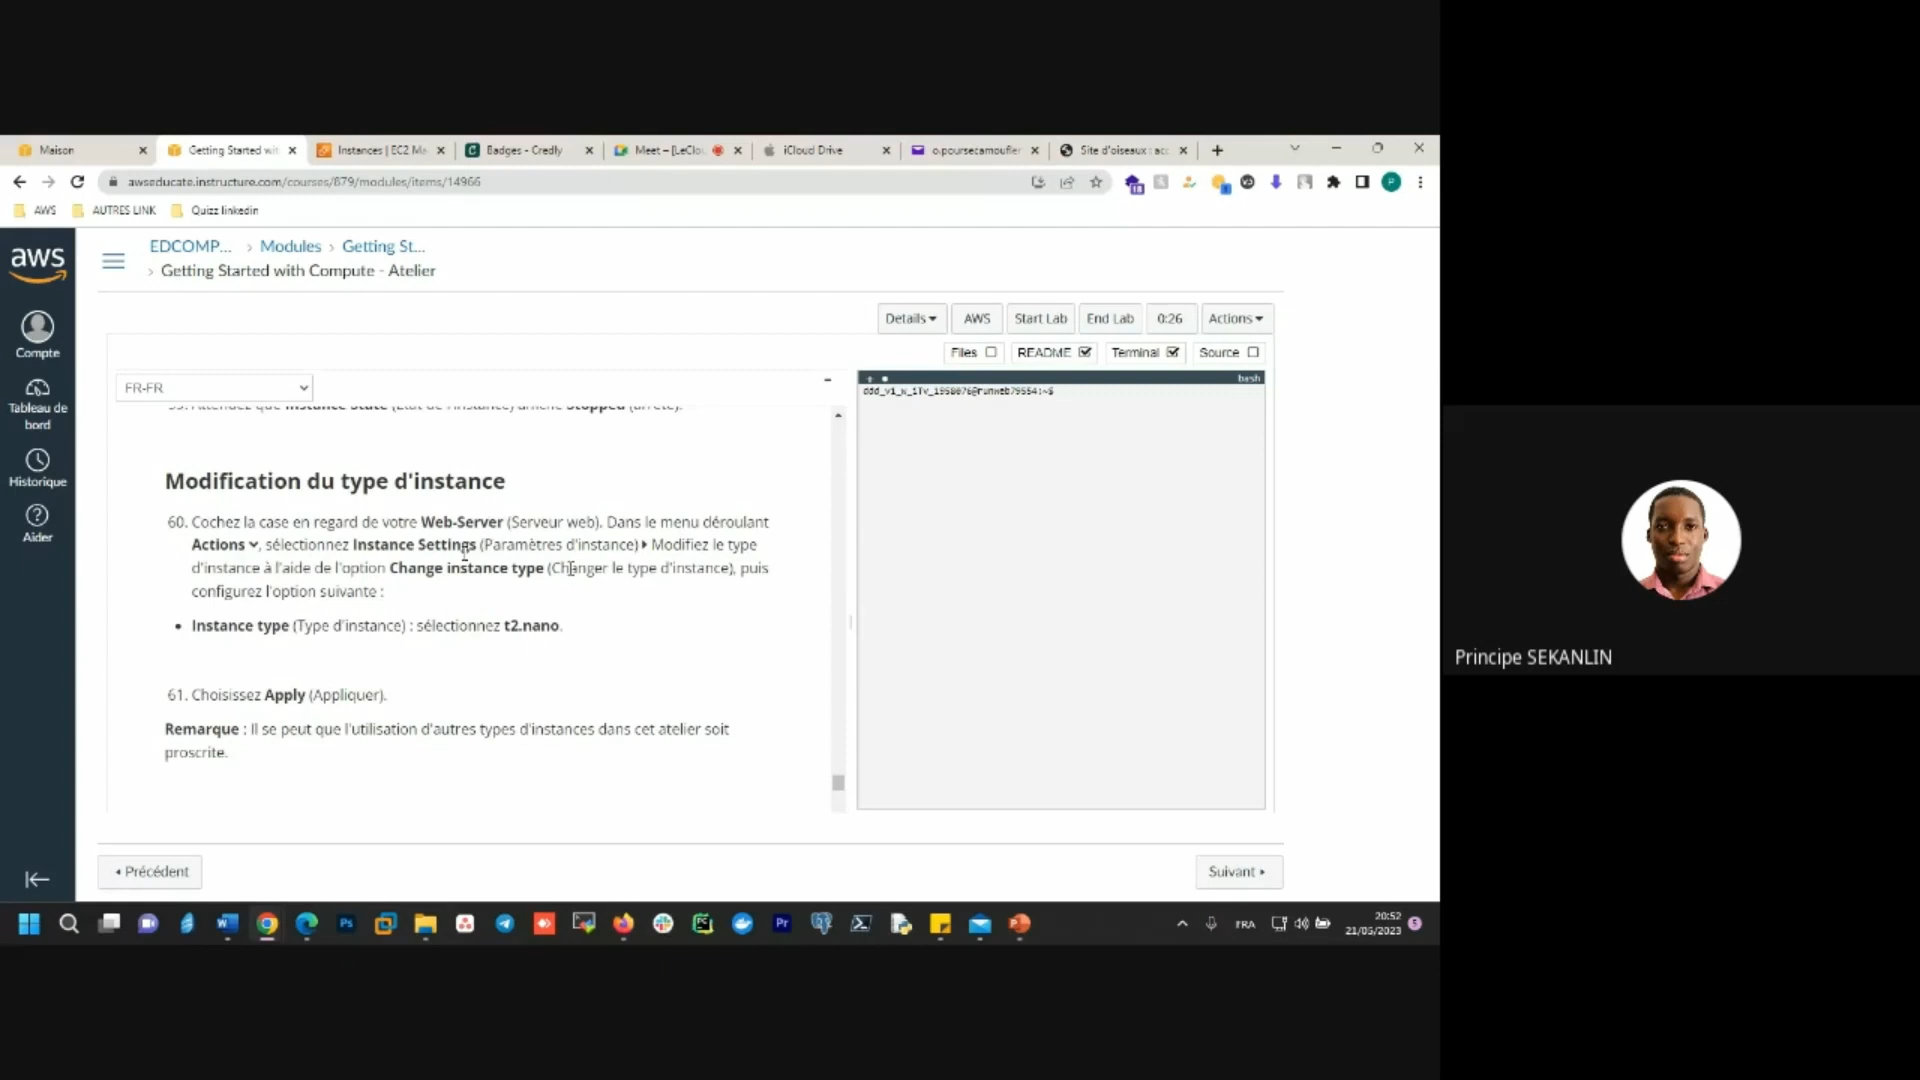 Maison
Getting Started wit
Instances | EC2 Ma
Badges - Credly
iCloud Drive
o.poursecamoufler
Site d'oiseaux : acc
awseducate.instructure.com/courses/879/modules/items/14966
AWS
AUTRES LINK
Quizz linkedin
aws
EDCOMP... › Modules › Getting St...
› Getting Started with Compute - Atelier
Compte
Tableau de
bord
Historique
Aider
Details
AWS
Start Lab
End Lab
0:26
Actions
Files
README
Terminal
Source
FR-FR
bash
Modification du type d'instance
60. Cochez la case en regard de votre Web-Server (Serveur web). Dans le menu déroulant
Actions, sélectionnez Instance Settings (Paramètres d'instance) Modifiez le type
d'instance à l'aide de l'option Change instance type (Changer le type d'instance), puis
configurez l'option suivante :
• Instance type (Type d'instance) : sélectionnez t2.nano.
61. Choisissez Apply (Appliquer).
Remarque : Il se peut que l'utilisation d'autres types d'instances dans cet atelier soit
proscrite.
Précédent
Suivant
FRA
20:52
21/05/2023
Principe SEKANLIN